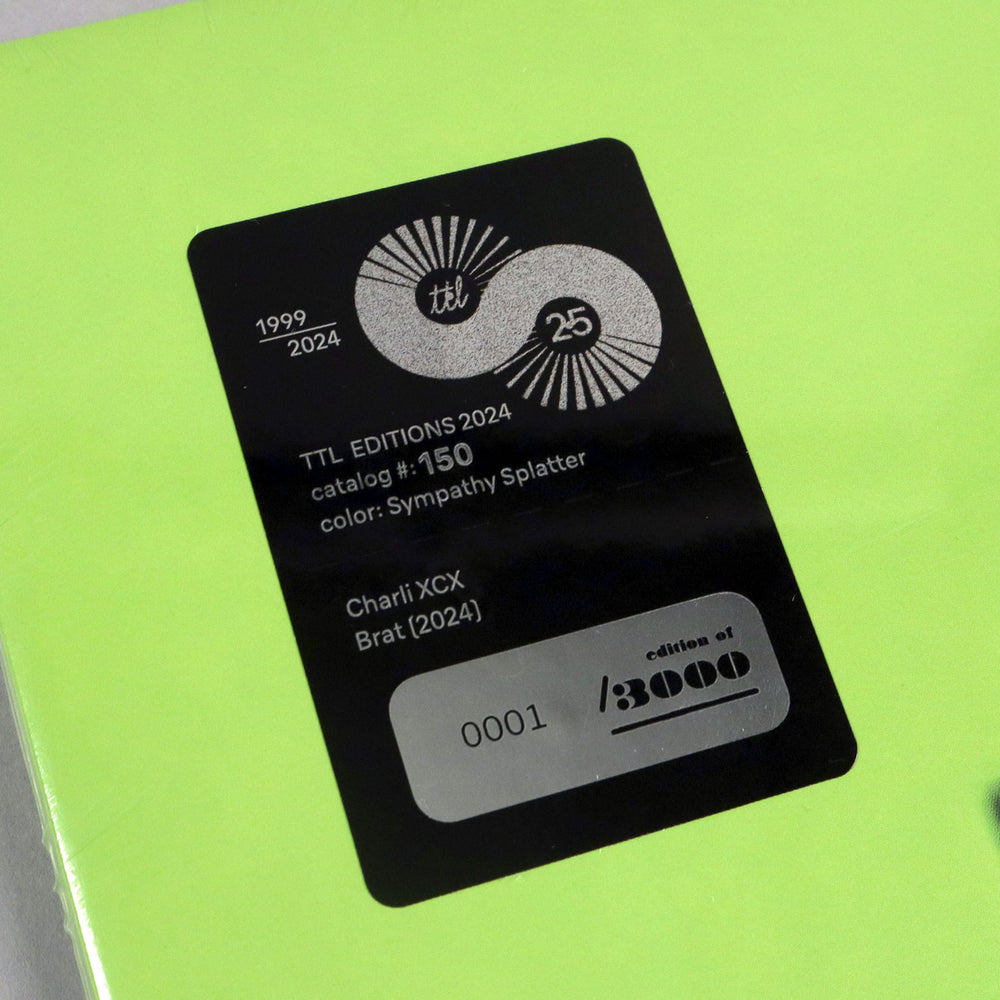 ttl
25
1999
2024
TTL EDITIONS 2024
catalog #: 150
color: Sympathy Splatter
Charli XCX
Brat (2024)
edition of
0001 /3000